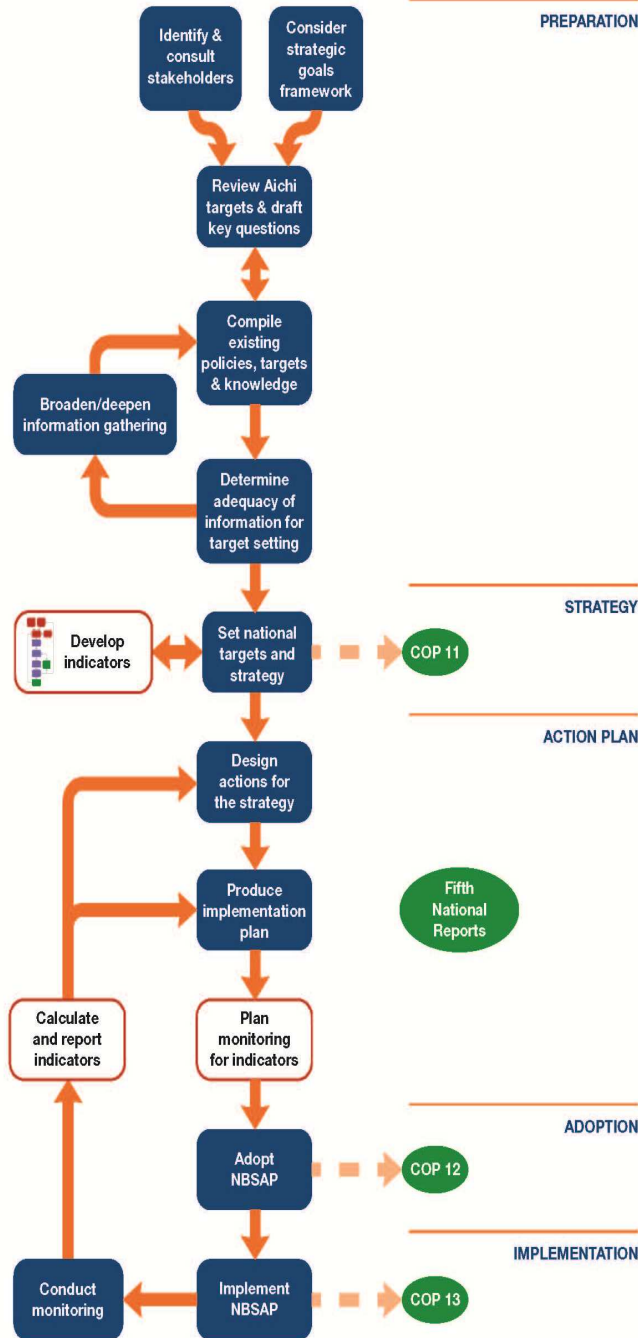 PREPARATION
Identify &
consult
stakeholders
Consider
strategic
goals
framework
Review Aichi
targets & draft
key questions
Compile
existing
policies, targets
& knowledge
Broaden/deepen
information gathering
Determine
adequacy of
information for
target setting
STRATEGY
Develop
indicators
Set national
targets and
strategy
COP 11
ACTION PLAN
Design
actions for
the strategy
Produce
implementation
plan
Fifth
National
Reports
Calculate
and report
indicators
Plan
monitoring
for indicators
ADOPTION
Adopt
NBSAP
COP 12
IMPLEMENTATION
Conduct
monitoring
Implement
NBSAP
COP 13